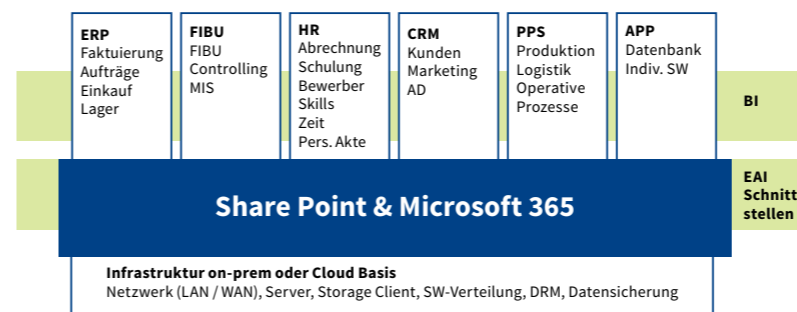 ERP
Faktuierung
Aufträge
Einkauf
Lager
FIBU
FIBU
Controlling
MIS
HR
Abrechnung
Schulung
Bewerber
Skills
Zeit
Pers. Akte
CRM
Kunden
Marketing
AD
PPS
Produktion
Logistik
Operative
Prozesse
APP
Datenbank
Indiv. SW
BI
Share Point & Microsoft 365
EAI
Schnitt
stellen
Infrastruktur on-prem oder Cloud Basis
Netzwerk (LAN / WAN), Server, Storage Client, SW-Verteilung, DRM, Datensicherung